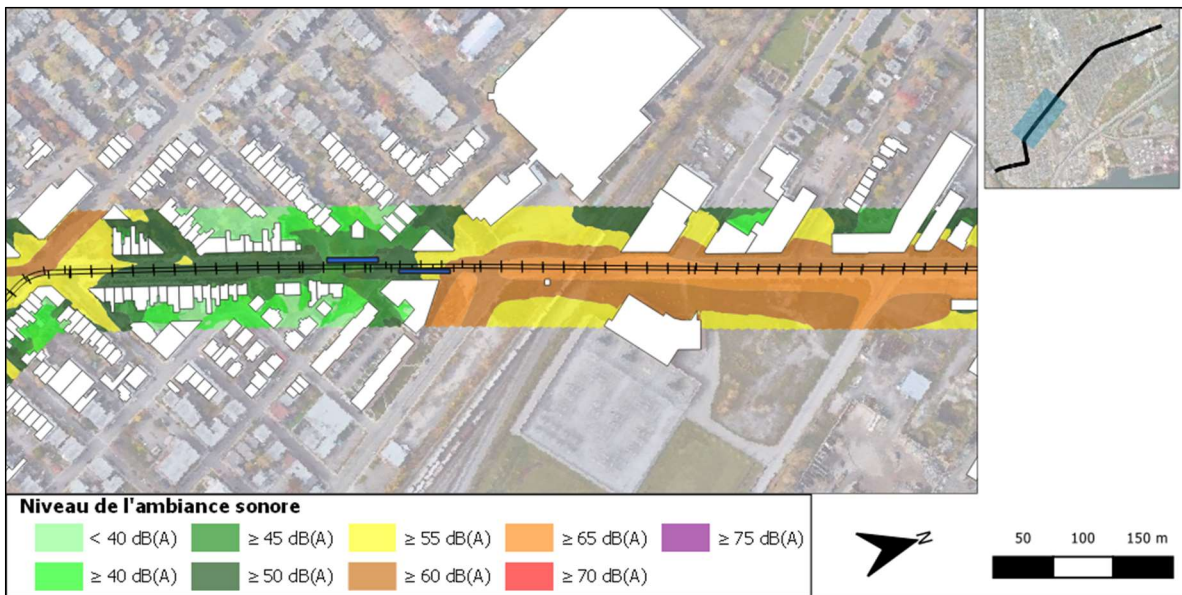 Niveau de l'ambiance sonore
< 40 dB(A) ≥ 45 dB(A) ≥ 55 dB(A) ≥ 65 dB(A) ≥ 75 dB(A)
≥ 40 dB(A) ≥ 50 dB(A) ≥ 60 dB(A) ≥ 70 dB(A)
N
50 100 150 m